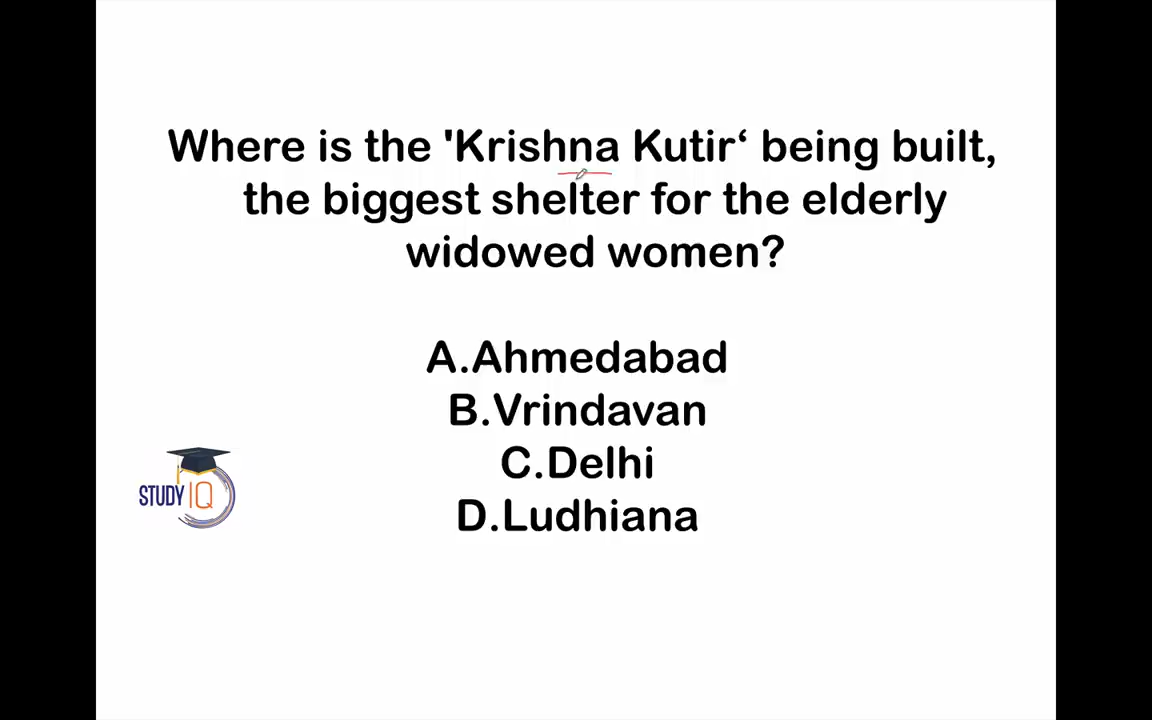 Where is the 'Krishna Kutir‘ being built,
the biggest shelter for the elderly
widowed women?
A.Ahmedabad
B.Vrindavan
C.Delhi
D.Ludhiana
STUDY IQ